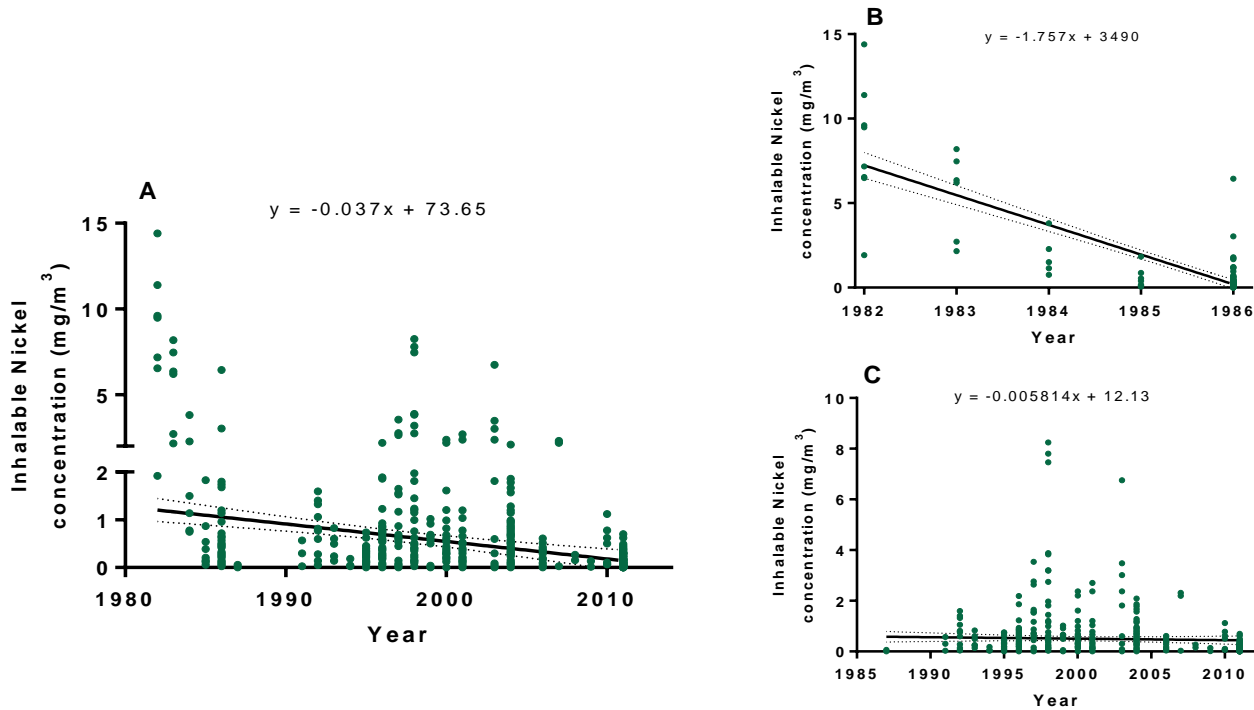 A
y = -0.037x + 73.65
Inhalable Nickel
concentration (mg/m³)
15
10
5
2
1
0
1980 1990 2000 2010
Year
B
y = -1.757x + 3490
Inhalable Nickel
concentration (mg/m³)
15
10
5
0
1982 1983 1984 1985 1986
Year
C
y = -0.005814x + 12.13
Inhalable Nickel
concentration (mg/m³)
10
8
6
4
2
0
1985 1990 1995 2000 2005 2010
Year